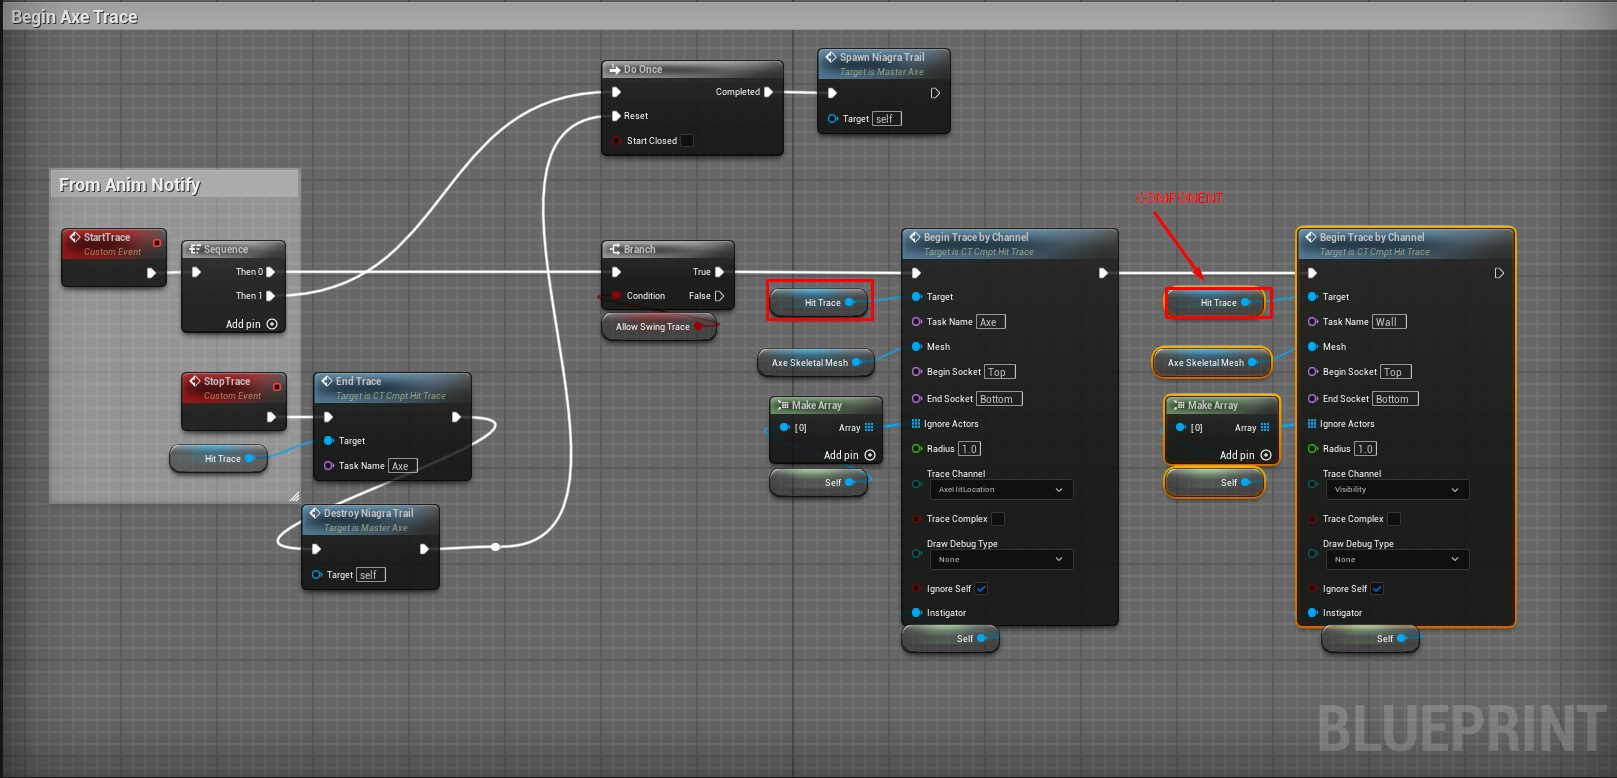 Begin Axe Trace
Do Once
Completed
Reset
Start Closed
Spawn Niagra Trail
Target is Master Axe
Target self
From Anim Notify
StartTrace
Custom Event
Sequence
Then 0
Then 1
Add pin
StopTrace
Custom Event
Hit Trace
End Trace
Target is CT Cmpt Hit Trace
Target
Task Name Axe
Destroy Niagra Trail
Target is Master Axe
Target self
Branch
True
Condition False
Allow Swing Trace
Hit Trace
Axe Skeletal Mesh
Make Array
[0] Array
Add pin
Self
Begin Trace by Channel
Target is CT Cmpt Hit Trace
Target
Task Name Axe
Mesh
Begin Socket Top
End Socket Bottom
Ignore Actors
Radius 1.0
Trace Channel
AxeHitLocation
Trace Complex
Draw Debug Type
None
Ignore Self
Instigator
Self
COMPONENT
Hit Trace
Axe Skeletal Mesh
Make Array
[0] Array
Add pin
Self
Begin Trace by Channel
Target is CT Cmpt Hit Trace
Target
Task Name Wall
Mesh
Begin Socket Top
End Socket Bottom
Ignore Actors
Radius 1.0
Trace Channel
Visibility
Trace Complex
Draw Debug Type
None
Ignore Self
Instigator
Self
BLUEPRINT